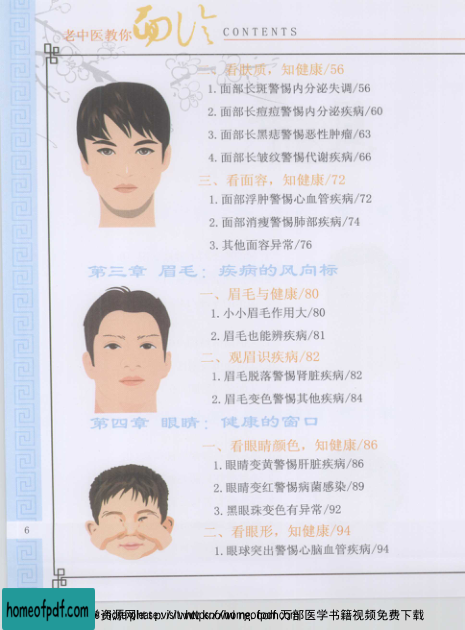 老中医教你 面诊 CONTENTS
二、看肤质，知健康/56
1.面部长斑警惕内分泌失调/56
2.面部长痘痘警惕内分泌疾病/60
3.面部长黑痣警惕恶性肿瘤/63
4.面部长皱纹警惕代谢疾病/66
三、看面容，知健康/72
1.面部浮肿警惕心血管疾病/72
2.面部消瘦警惕肺部疾病/74
3.其他面容异常/76
第三章 眉毛：疾病的风向标
一、眉毛与健康/80
1.小小眉毛作用大/80
2.眉毛也能辨疾病/81
二、观眉识疾病/82
1.眉毛脱落警惕肾脏疾病/82
2.眉毛变色警惕其他疾病/84
第四章 眼睛：健康的窗口
一、看眼睛颜色，知健康/86
1.眼睛变黄警惕肝脏疾病/86
2.眼睛变红警惕病菌感染/89
3.黑眼珠变色有异常/92
二、看眼形，知健康/94
1.眼球突出警惕心脑血管疾病/94
6
homeofpdf.com
资源网 万部医学书籍视频免费下载